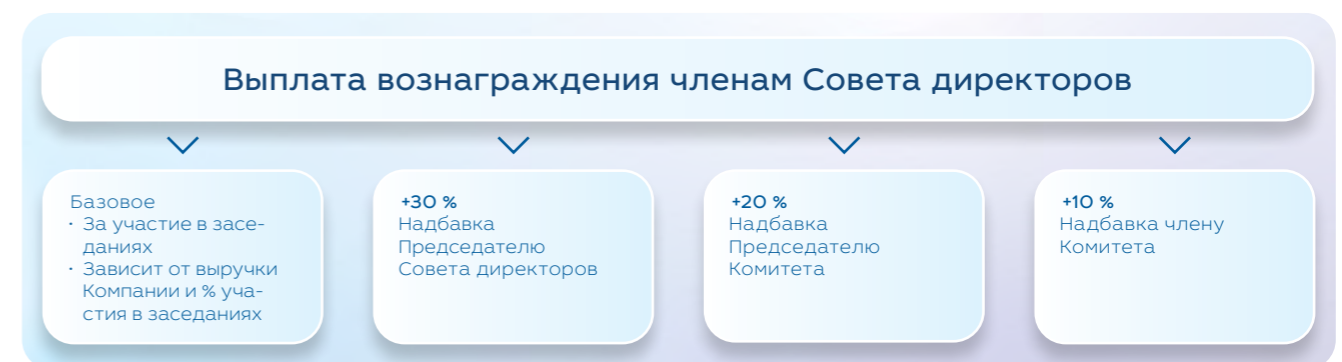 Выплата вознаграждения членам Совета директоров
Базовое
· За участие в засе-
даниях
· Зависит от выручки
Компании и % уча-
стия в заседаниях
+30 %
Надбавка
Председателю
Совета директоров
+20 %
Надбавка
Председателю
Комитета
+10 %
Надбавка члену
Комитета